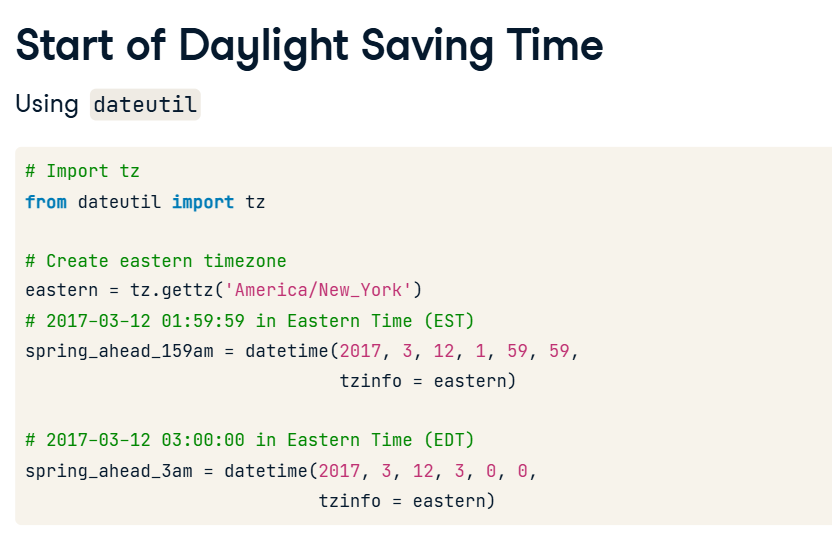 Start of Daylight Saving Time
Using dateutil
# Import tz
from dateutil import tz
# Create eastern timezone
eastern = tz.gettz('America/New_York')
# 2017-03-12 01:59:59 in Eastern Time (EST)
spring_ahead_159am = datetime(2017, 3, 12, 1, 59, 59,
tzinfo = eastern)
# 2017-03-12 03:00:00 in Eastern Time (EDT)
spring_ahead_3am = datetime(2017, 3, 12, 3, 0, 0,
tzinfo = eastern)